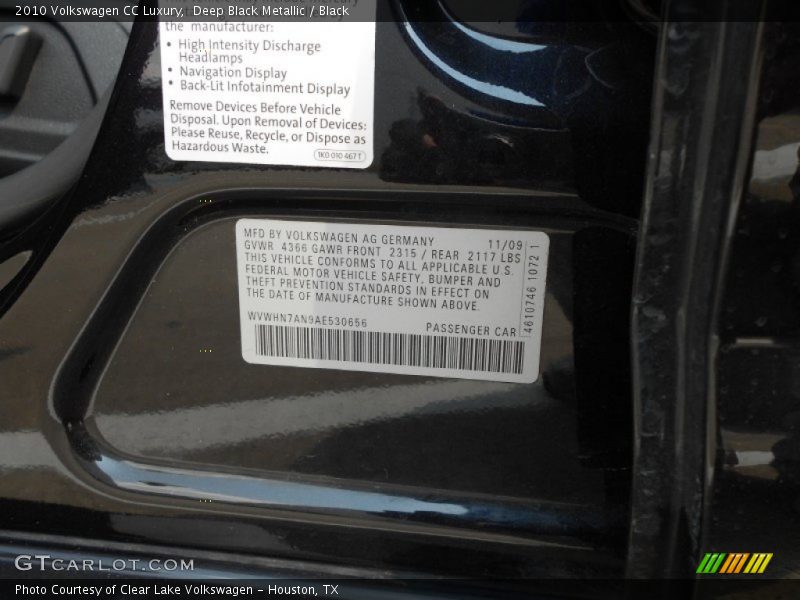 2010 Volkswagen CC Luxury, Deep Black Metallic / Black
the manufacturer:
• High Intensity Discharge
Headlamps
• Navigation Display
• Back-Lit Infotainment Display
Remove Devices Before Vehicle
Disposal. Upon Removal of Devices:
Please Reuse, Recycle, or Dispose as
Hazardous Waste.
1K0 010 467 T
MFD BY VOLKSWAGEN AG GERMANY 11/09
GVWR 4366 GAWR FRONT 2315 / REAR 2117 LBS
THIS VEHICLE CONFORMS TO ALL APPLICABLE U.S.
FEDERAL MOTOR VEHICLE SAFETY, BUMPER AND
THEFT PREVENTION STANDARDS IN EFFECT ON
THE DATE OF MANUFACTURE SHOWN ABOVE.
WVWHN7AN9AE530656 PASSENGER CAR
4610746 1072 1
GTCARLOT.COM
Photo Courtesy of Clear Lake Volkswagen – Houston, TX